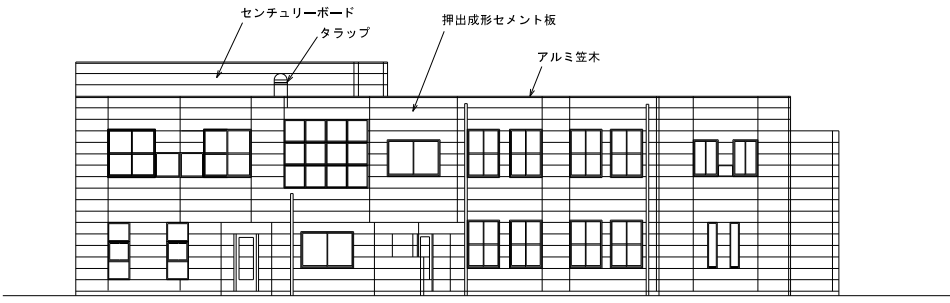 センチュリーボード
タラップ
押出成形セメント板
アルミ笠木